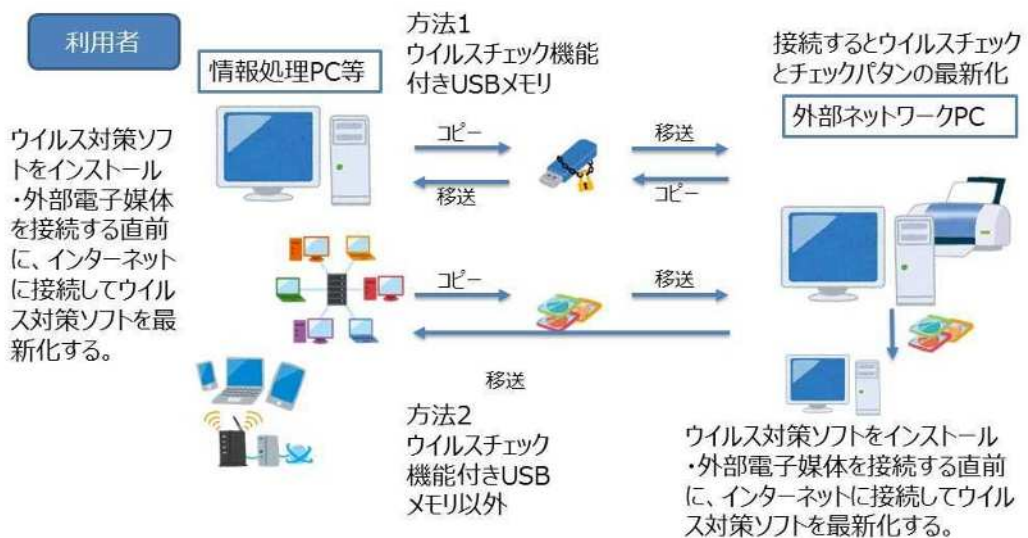 利用者
情報処理PC等
方法1
ウイルスチェック機能
付きUSBメモリ
接続するとウイルスチェック
とチェックパタンの最新化
外部ネットワークPC
ウイルス対策ソフ
トをインストール
・外部電子媒体
を接続する直前
に、インターネット
に接続してウイル
ス対策ソフトを最
新化する。
コピー
移送
移送
コピー
コピー
移送
移送
方法2
ウイルスチェック
機能付きUSB
メモリ以外
ウイルス対策ソフトをインストール
・外部電子媒体を接続する直前
に、インターネットに接続してウイル
ス対策ソフトを最新化する。